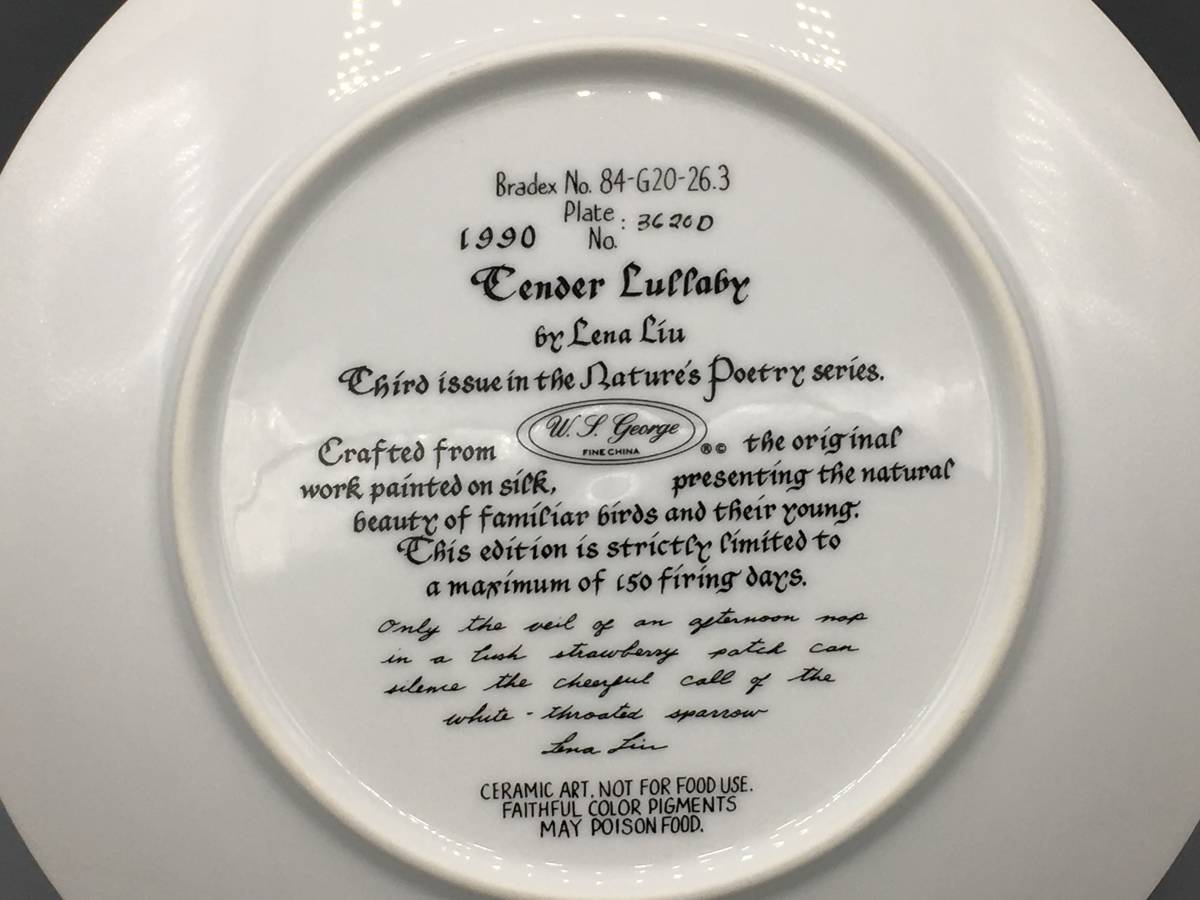 Bradex No. 84-G20-26.3
Plate No. : 3620D
1990
Tender Lullaby
by Lena Liu
Third issue in the Nature's Poetry series.
W. S. George
FINE CHINA
®©
Crafted from the original
work painted on silk, presenting the natural
beauty of familiar birds and their young.
This edition is strictly limited to
a maximum of 150 firing days.
Only the veil of an afternoon nap
in a lush strawberry patch can
silence the cheerful call of the
white-throated sparrow
Lena Liu
CERAMIC ART. NOT FOR FOOD USE.
FAITHFUL COLOR PIGMENTS
MAY POISON FOOD.